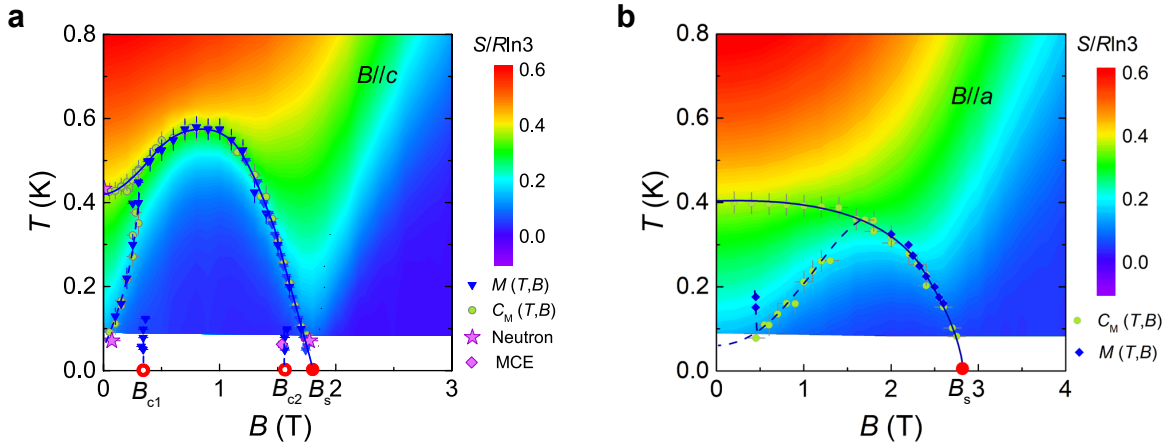 a
S/Rln3
B//c
0.8
0.6
0.4
0.2
0.0
T (K)
0
1
2
3
B_c1
B_c2
B_s
B (T)
0.6
0.4
0.2
0.0
M (T,B)
C_M (T,B)
Neutron
MCE
b
S/Rln3
B//a
0.8
0.6
0.4
0.2
0.0
T (K)
0
1
2
3
4
B_s
B (T)
0.6
0.4
0.2
0.0
C_M (T,B)
M (T,B)